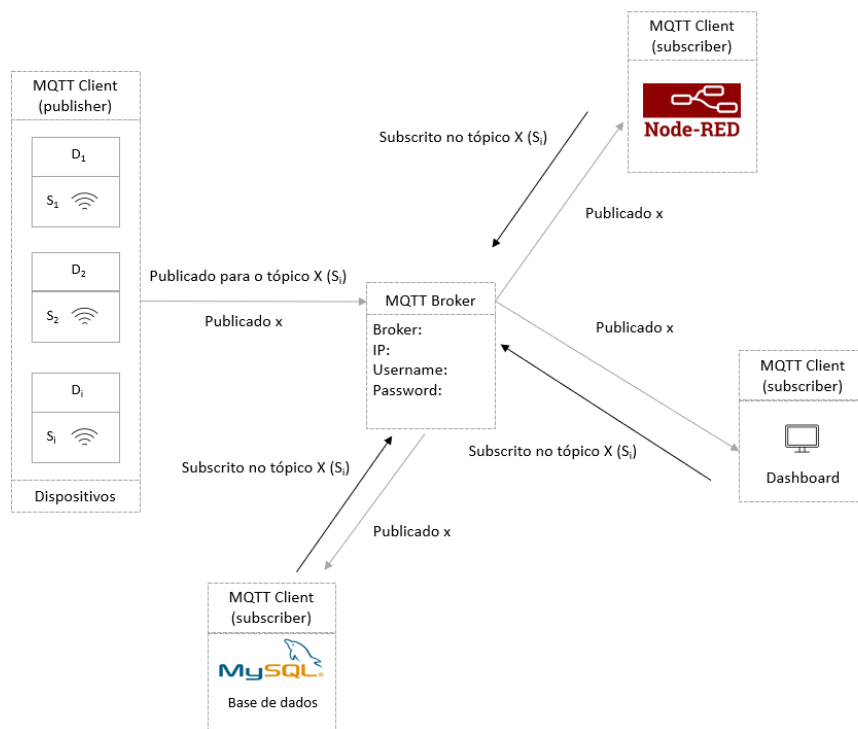 MQTT Client
(publisher)
D1
S1
D2
S2
Di
Si
Dispositivos
Publicado para o tópico X (Si)
Publicado x
MQTT Broker
Broker:
IP:
Username:
Password:
MQTT Client
(subscriber)
Node-RED
Subscrito no tópico X (Si)
Publicado x
Publicado x
MQTT Client
(subscriber)
Dashboard
Subscrito no tópico X (Si)
Subscrito no tópico X (Si)
Publicado x
MQTT Client
(subscriber)
MySQL®
Base de dados